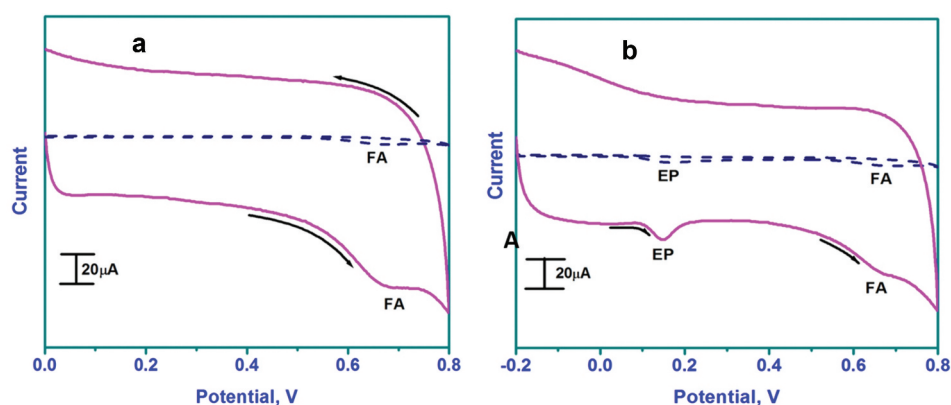 a
Current
FA
20μA
FA
0.0 0.2 0.4 0.6 0.8
Potential, V
b
Current
EP
FA
A
EP
20μA
FA
-0.2 0.0 0.2 0.4 0.6 0.8
Potential, V